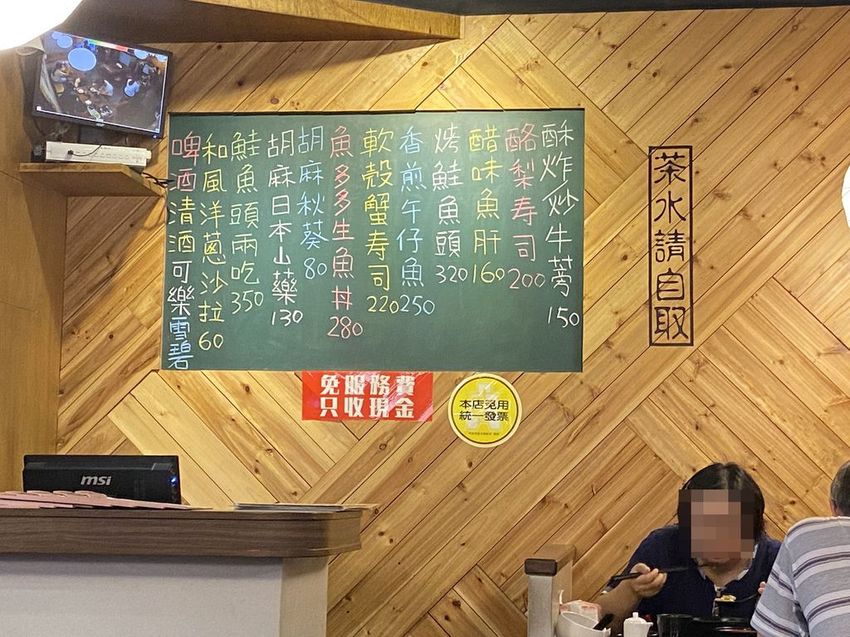 酥炸炒牛蒡 150
酪梨寿司 200
醋味魚肝 160
烤鮭魚頭 320
香煎午仔魚 250
軟殼蟹寿司 220
魚多多生魚丼 280
胡麻秋葵 80
胡麻日本山藥 130
鮭魚頭兩吃 350
和風洋蔥沙拉 60
啤酒清酒可樂雪碧
茶水請自取
免服務費
只收現金
本店免用
統一發票
msi